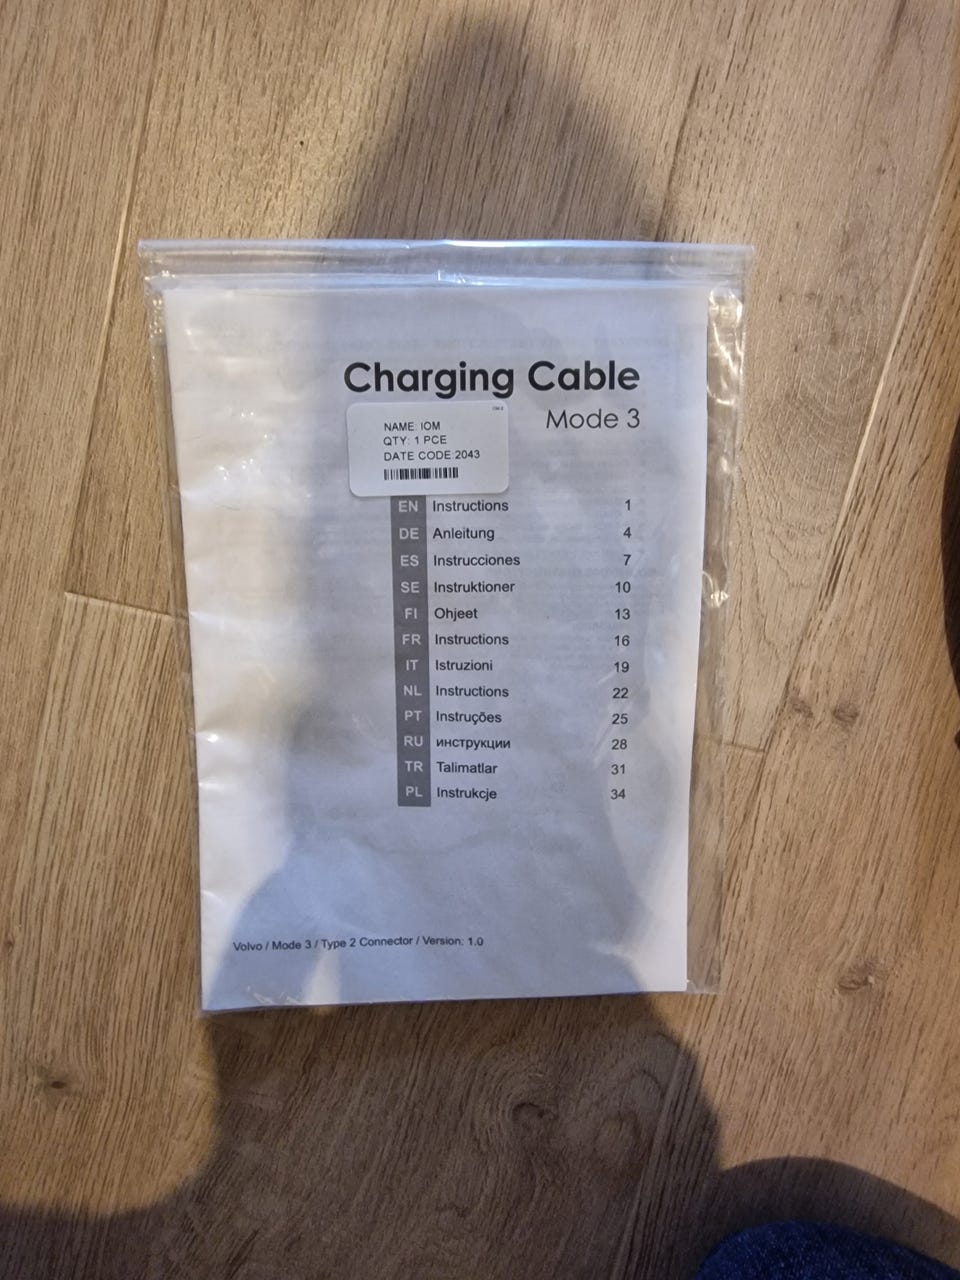 Charging Cable
Mode 3
NAME: IOM
QTY: 1 PCE
DATE CODE:2043
EN Instructions 1
DE Anleitung 4
ES Instrucciones 7
SE Instruktioner 10
FI Ohjeet 13
FR Instructions 16
IT Istruzioni 19
NL Instructions 22
PT Instruções 25
RU инструкции 28
TR Talimatlar 31
PL Instrukcje 34
Volvo / Mode 3 / Type 2 Connector / Version: 1.0